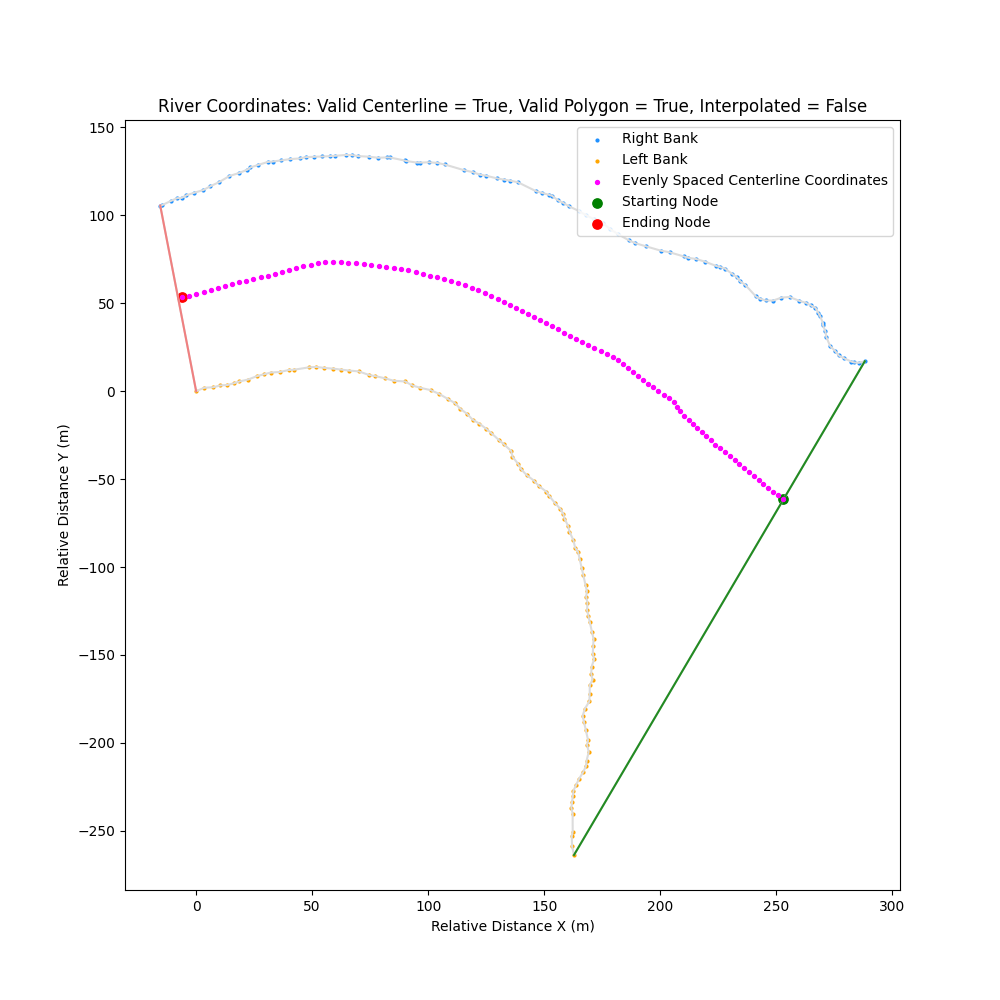 River Coordinates: Valid Centerline = True, Valid Polygon = True, Interpolated = False
Right Bank
Left Bank
Evenly Spaced Centerline Coordinates
Starting Node
Ending Node
150
100
50
0
−50
−100
−150
−200
−250
Relative Distance Y (m)
0
50
100
150
200
250
300
Relative Distance X (m)